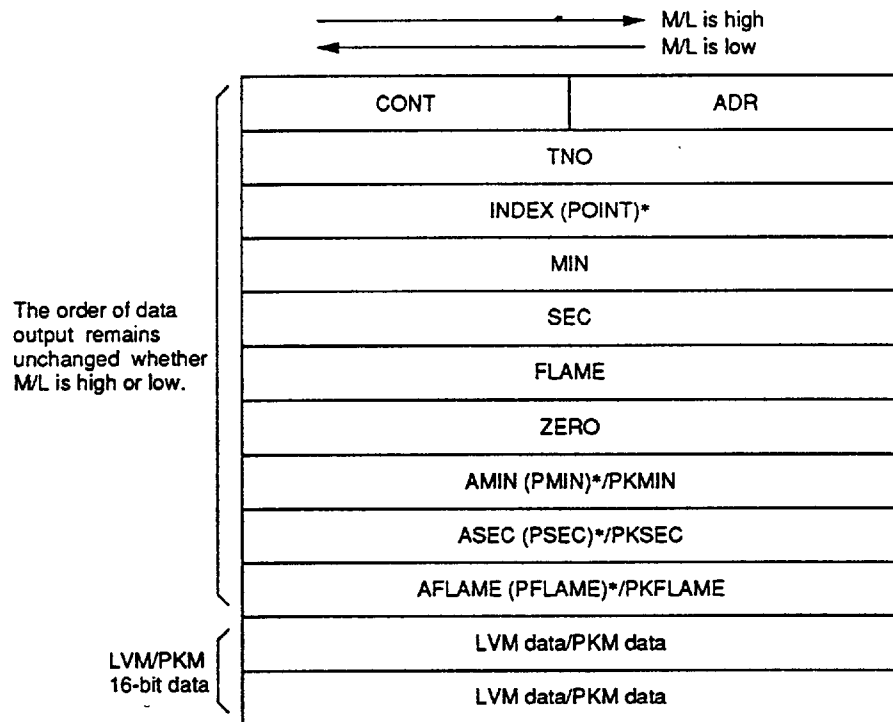 M/L is high
M/L is low
CONT ADR
TNO
INDEX (POINT)*
MIN
SEC
FLAME
ZERO
AMIN (PMIN)*/PKMIN
ASEC (PSEC)*/PKSEC
AFLAME (PFLAME)*/PKFLAME
The order of data
output remains
unchanged whether
M/L is high or low.
LVM data/PKM data
LVM data/PKM data
LVM/PKM
16-bit data